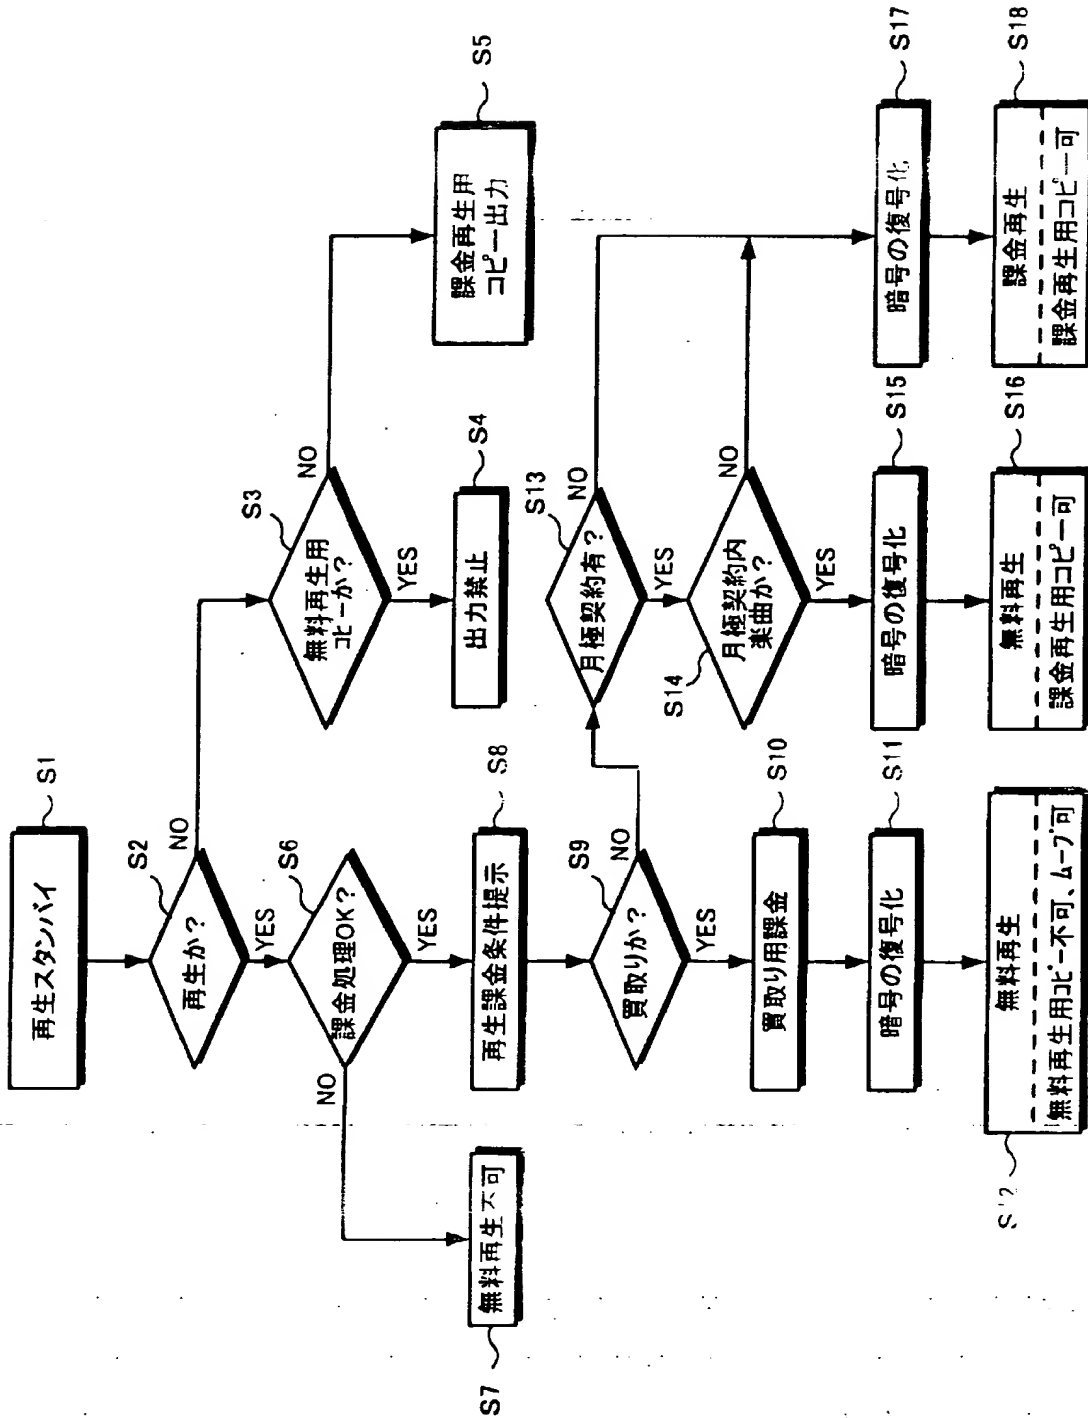 再生スタンバイ
S1
再生か?
S2
NO
YES
無料再生用
コピーか?
S3
NO
YES
出力禁止
S4
課金再生用
コピー出力
S5
課金処理OK?
S6
NO
YES
無料再生不可
S7
再生課金条件提示
S8
買取りか?
S9
NO
YES
買取り用課金
S10
暗号の復号化
S11
無料再生
無料再生用コピー不可、ムーブ可
月極契約有?
S13
NO
YES
月極契約内
楽曲か?
S14
NO
YES
暗号の復号化
S15
無料再生
課金再生用コピー可
S16
暗号の復号化
S17
課金再生
課金再生用コピー可
S18